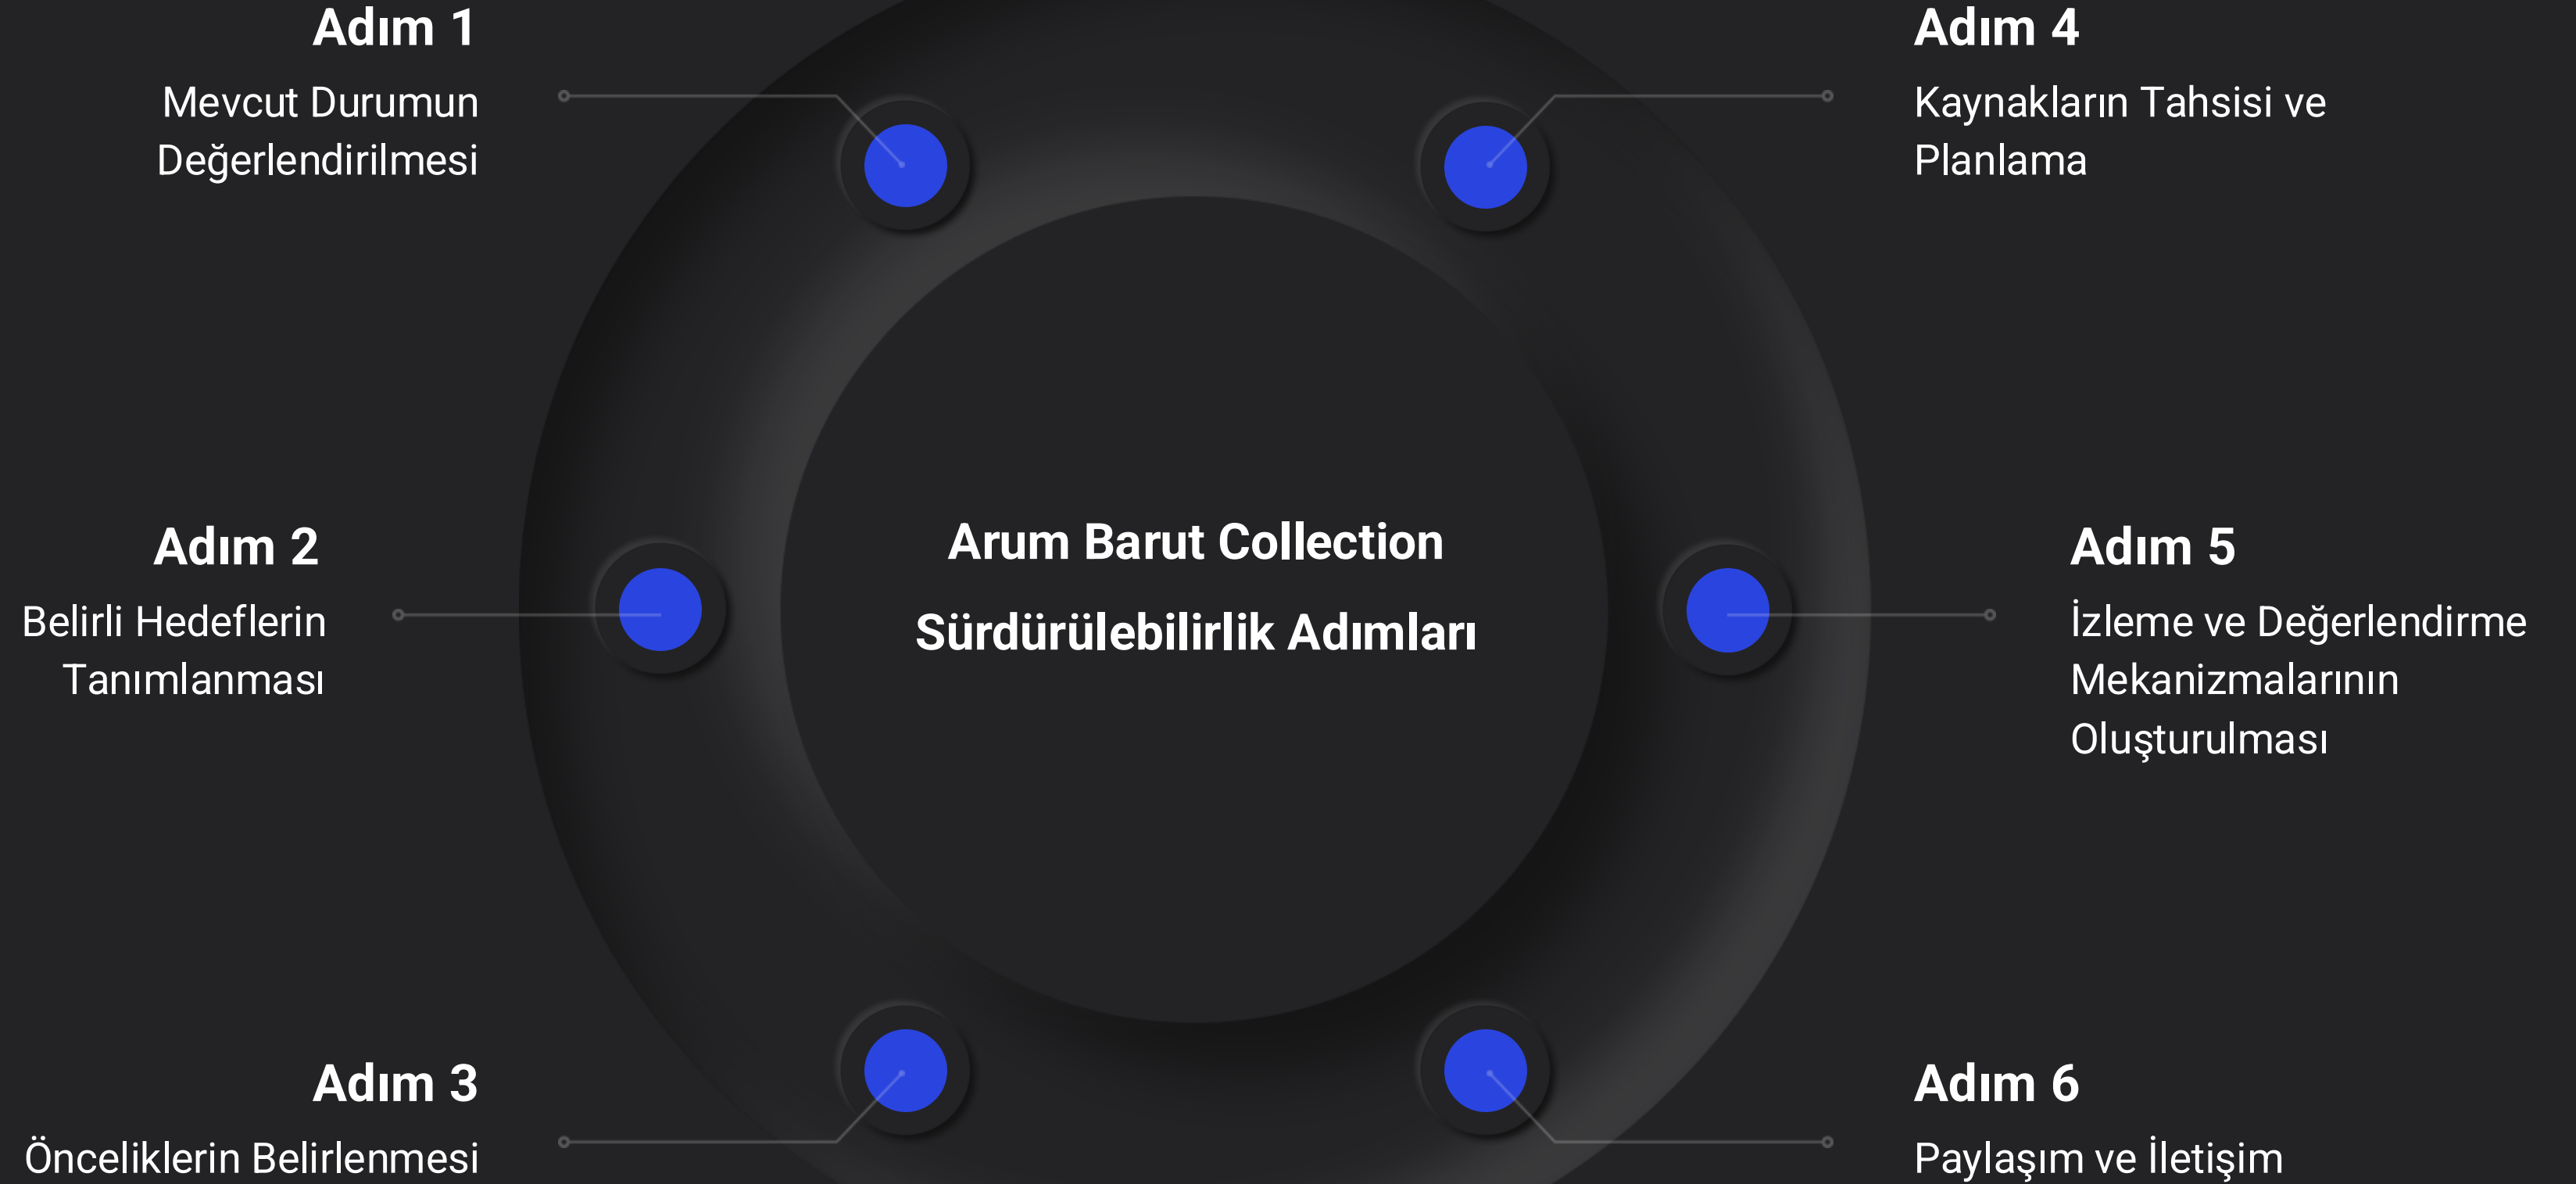 Adım 1
Mevcut Durumun
Değerlendirilmesi
Adım 2
Belirli Hedeflerin
Tanımlanması
Adım 3
Önceliklerin Belirlenmesi
Arum Barut Collection
Sürdürülebilirlik Adımları
Adım 4
Kaynakların Tahsisi ve
Planlama
Adım 5
İzleme ve Değerlendirme
Mekanizmalarının
Oluşturulması
Adım 6
Paylaşım ve İletişim